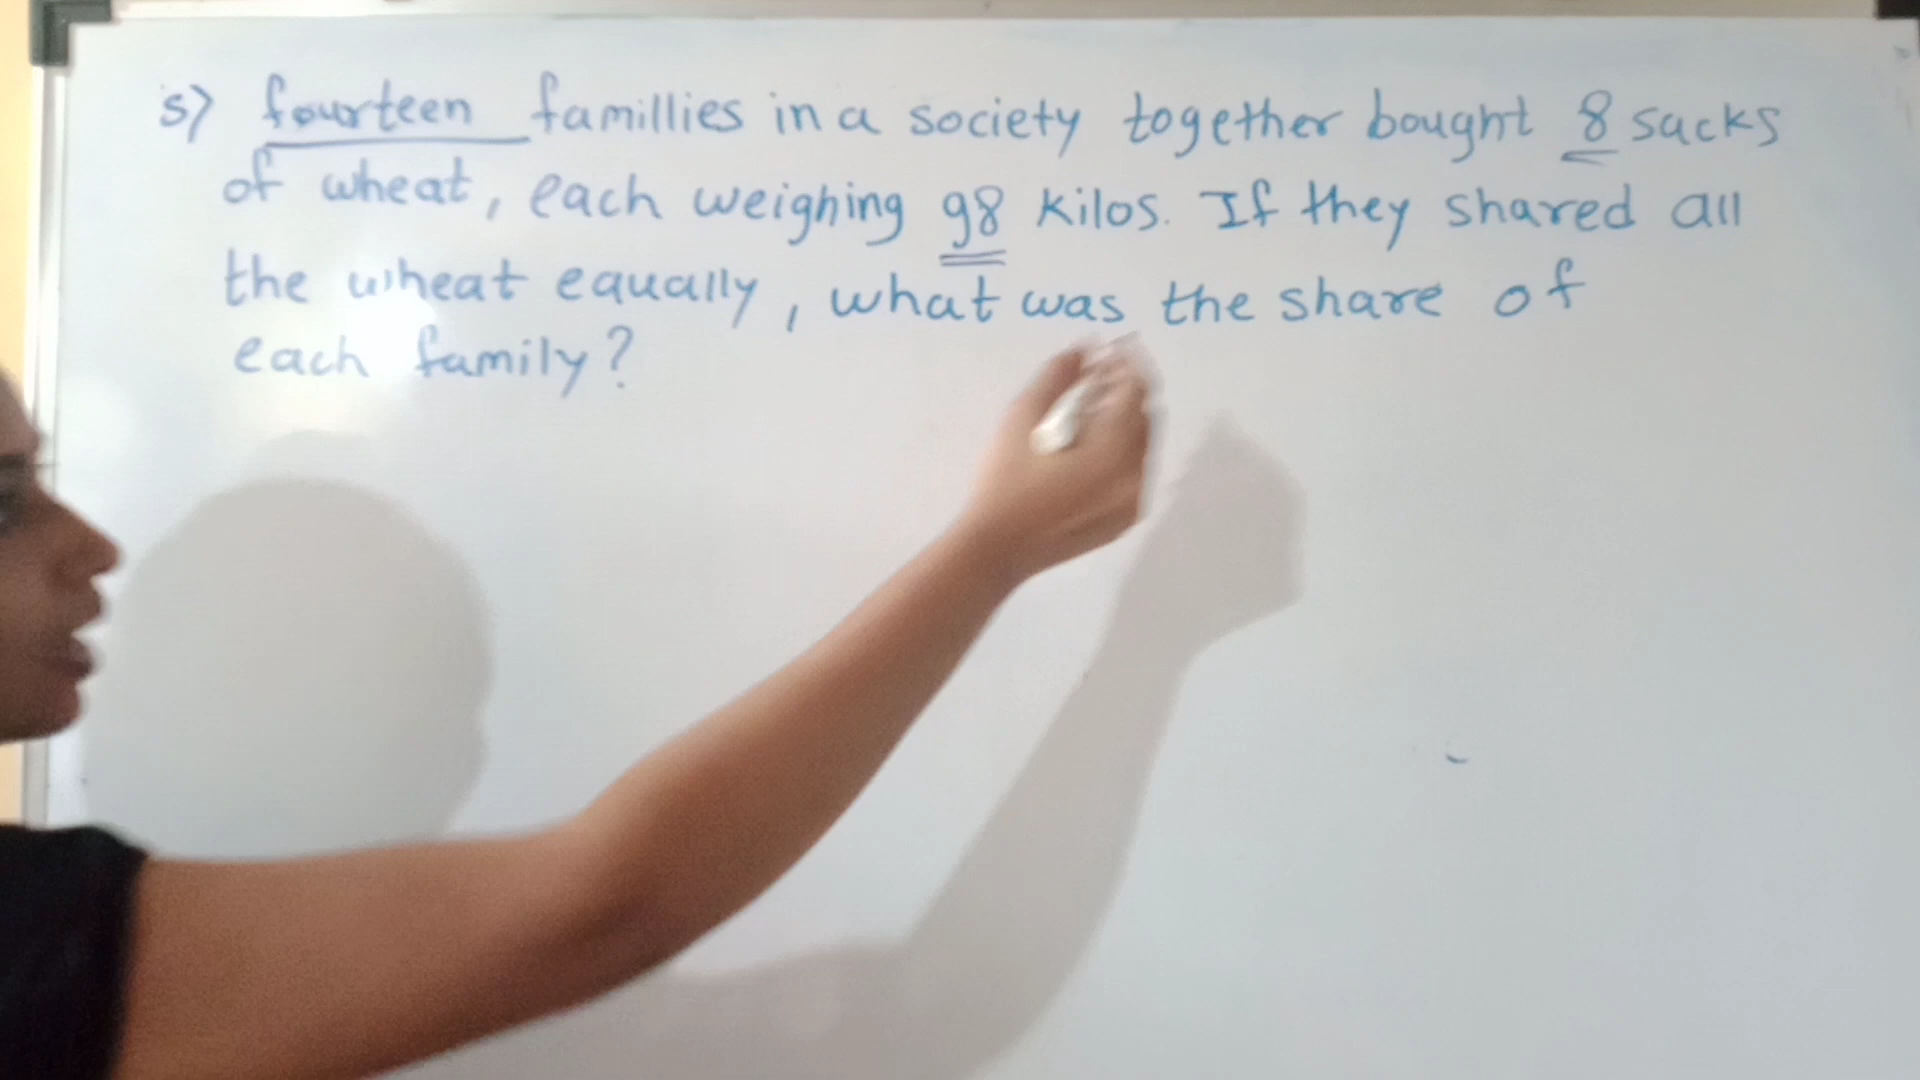 5) fourteen famillies in a society together bought 8 sacks
of wheat, each weighing 98 kilos. If they shared all
the wheat equally, what was the share of
each family?